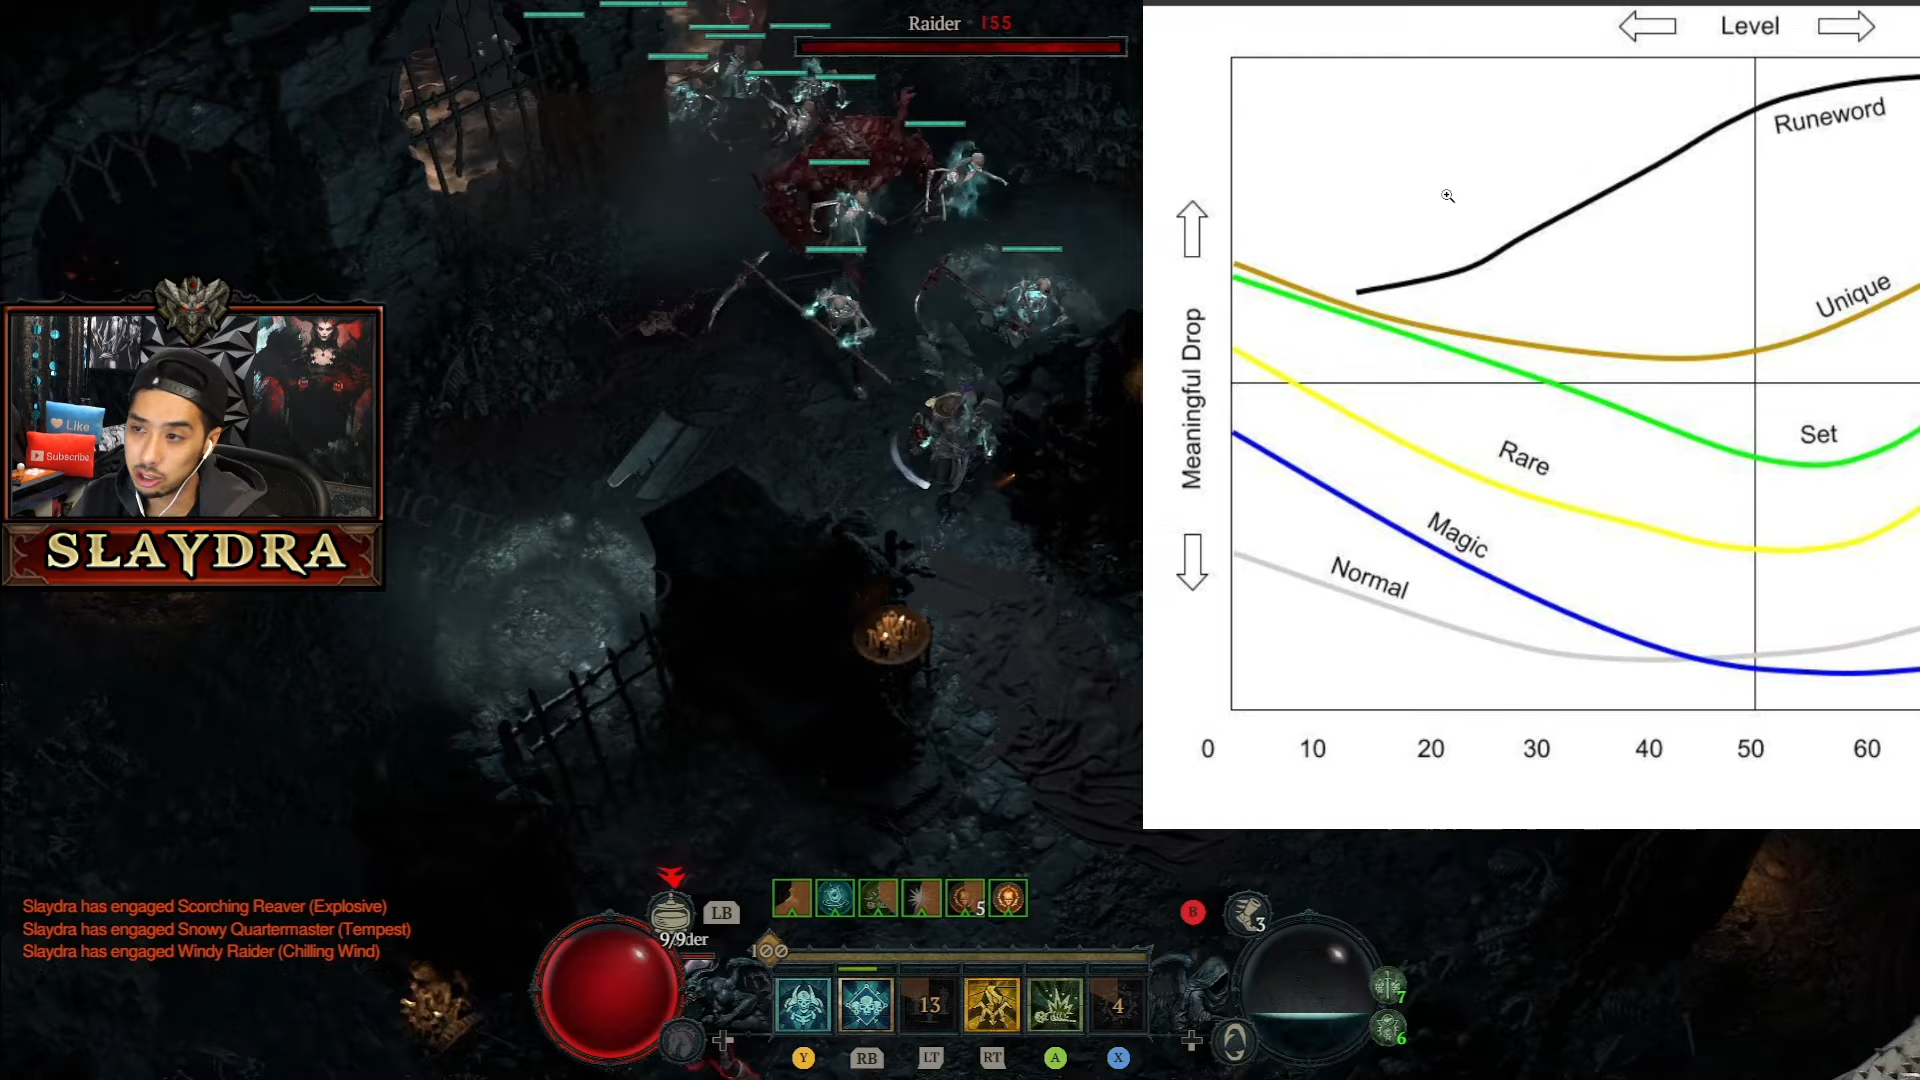 Raider 155
Level
Runeword
Unique
Set
Rare
Magic
Normal
Meaningful Drop
0 10 20 30 40 50 60
Like
Subscribe
SLAYDRA
Slaydra has engaged Scorching Reaver (Explosive)
Slaydra has engaged Snowy Quartermaster (Tempest)
Slaydra has engaged Windy Raider (Chilling Wind)
LB
9/9der
5
B
3
100
13
4
7
6
Y RB LT RT A X